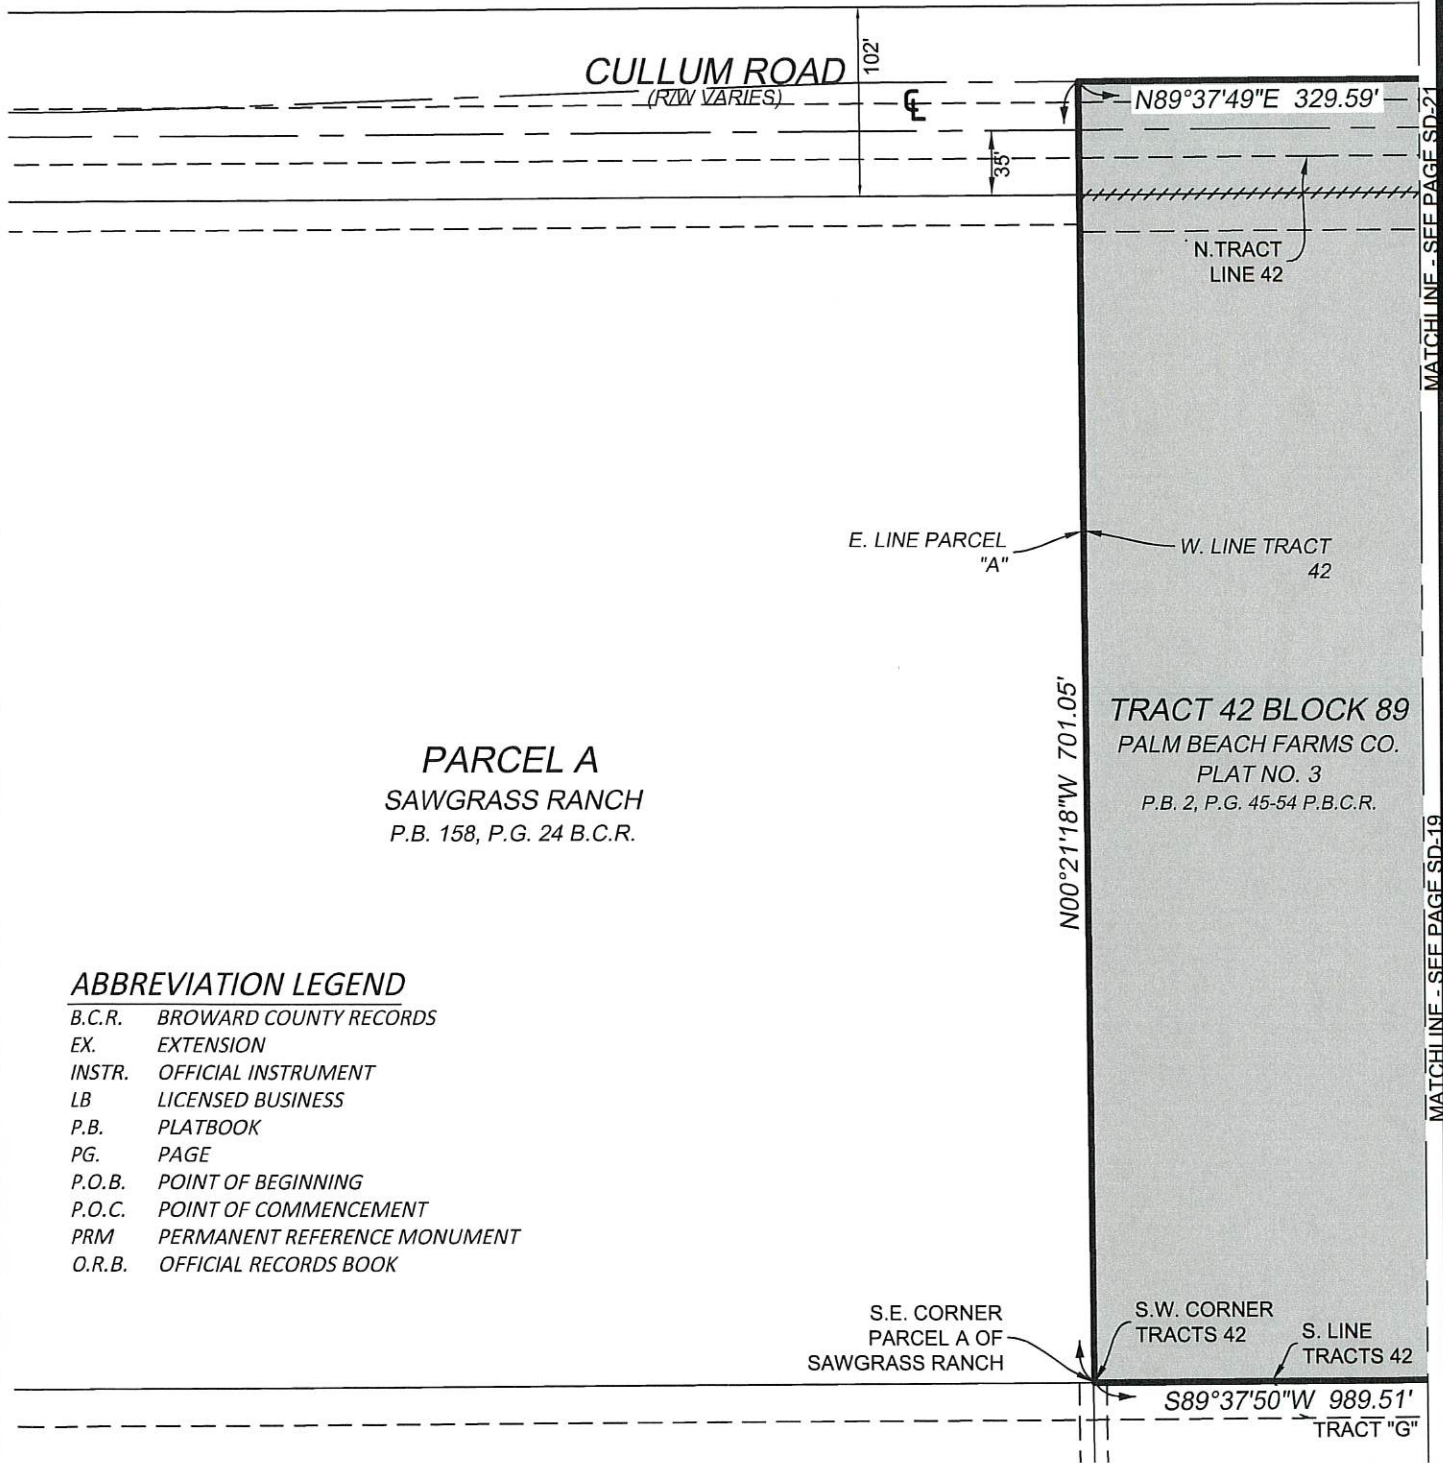 102'
CULLUM ROAD
(R/W VARIES)
℄
N89°37'49"E 329.59'
35'
N.TRACT
LINE 42
MATCHLINE - SEE PAGE SD-21
E. LINE PARCEL
"A"
W. LINE TRACT
42
N00°21'18"W 701.05'
TRACT 42 BLOCK 89
PALM BEACH FARMS CO.
PLAT NO. 3
P.B. 2, P.G. 45-54 P.B.C.R.
PARCEL A
SAWGRASS RANCH
P.B. 158, P.G. 24 B.C.R.
MATCHLINE - SEE PAGE SD-19
ABBREVIATION LEGEND
B.C.R. BROWARD COUNTY RECORDS
EX. EXTENSION
INSTR. OFFICIAL INSTRUMENT
LB LICENSED BUSINESS
P.B. PLATBOOK
PG. PAGE
P.O.B. POINT OF BEGINNING
P.O.C. POINT OF COMMENCEMENT
PRM PERMANENT REFERENCE MONUMENT
O.R.B. OFFICIAL RECORDS BOOK
S.E. CORNER
PARCEL A OF
SAWGRASS RANCH
S.W. CORNER
TRACTS 42
S. LINE
TRACTS 42
S89°37'50"W 989.51'
TRACT "G"